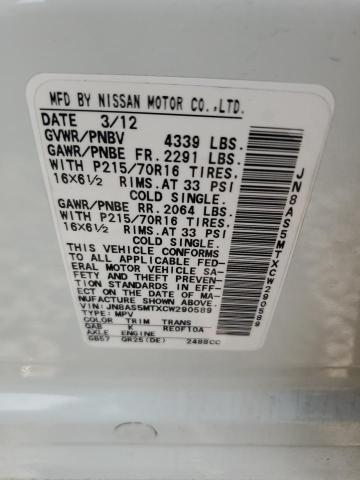 MFD BY NISSAN MOTOR CO.,LTD.
DATE 3/12
GVWR/PNBV 4339 LBS.
GAWR/PNBE FR. 2291 LBS.
WITH P215/70R16 TIRES.
16X6½ RIMS.AT 33 PSI
COLD SINGLE.
GAWR/PNBE RR. 2064 LBS.
WITH P215/70R16 TIRES.
16X6½ RIMS.AT 33 PSI
COLD SINGLE.
THIS VEHICLE CONFORMS
TO ALL APPLICABLE FED-
ERAL MOTOR VEHICLE SA-
FETY AND THEFT PREV-
ENTION STANDARDS IN EFF-
ECT ON THE DATE OF MA-
NUFACTURE SHOWN ABOVE.
VIN: JN8AS5MTXCW290589
TYPE: MPV
COLOR TRIM TRANS
QAB K RE0F10A
AXLE ENGINE
GB57 QR25(DE) 2488CC
JN8AS5MTXCW290589